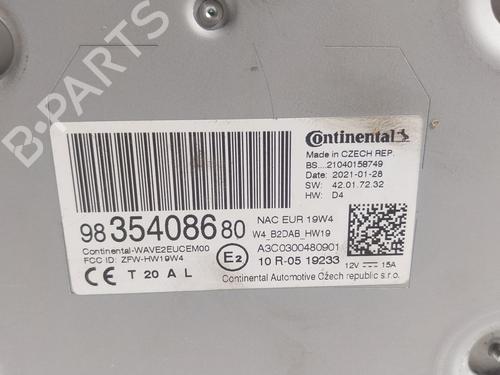 B-PARTS
Continental
Made in CZECH REP.
BS....21040158749
Date: 2021-01-28
SW: 42.01.72.32
HW: D4
98 354086 80
NAC EUR 19W4
W4_B2DAB_HW19
Continental-WAVE2EUCEM00
A3C0300480901
FCC ID: ZFW-HW19W4
CE T 20 A L
E2
10 R-05 19233
12V 15A
Continental Automotive Czech republic s.r.o.